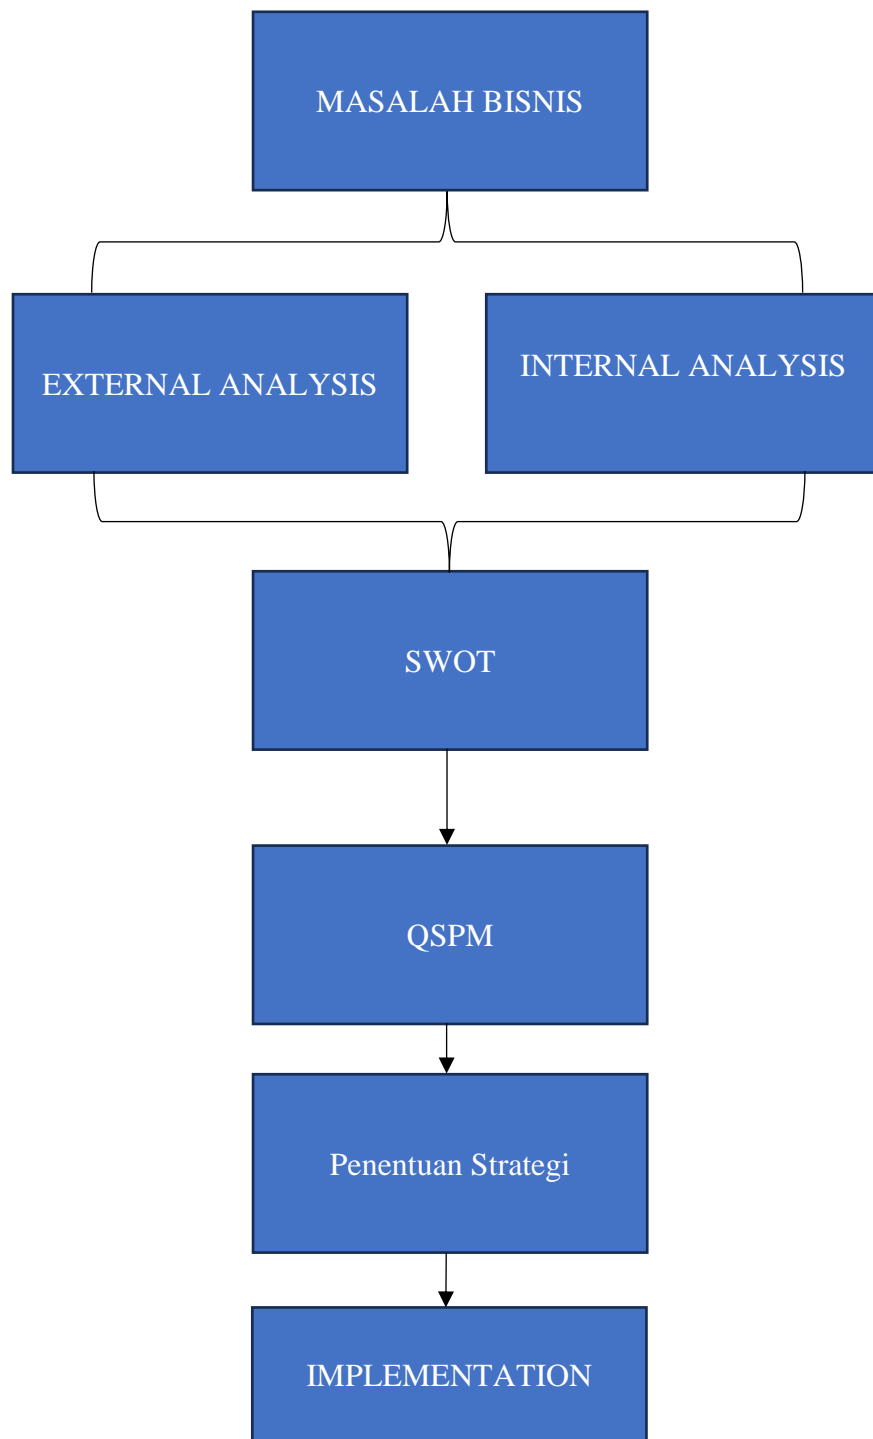 MASALAH BISNIS
EXTERNAL ANALYSIS
INTERNAL ANALYSIS
SWOT
QSPM
Penentuan Strategi
IMPLEMENTATION